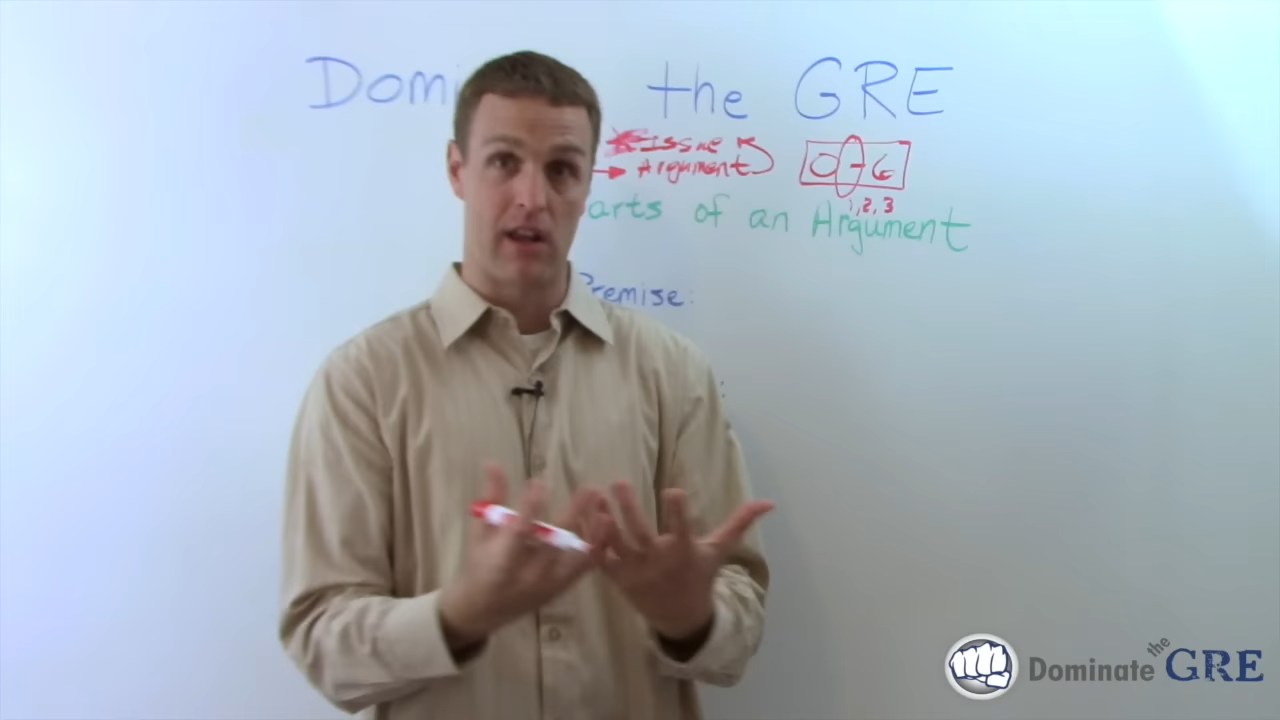 Domi the GRE
Issue
Argument
0-6
1, 2, 3
arts of an Argument
Premise:
:
Dominate the GRE